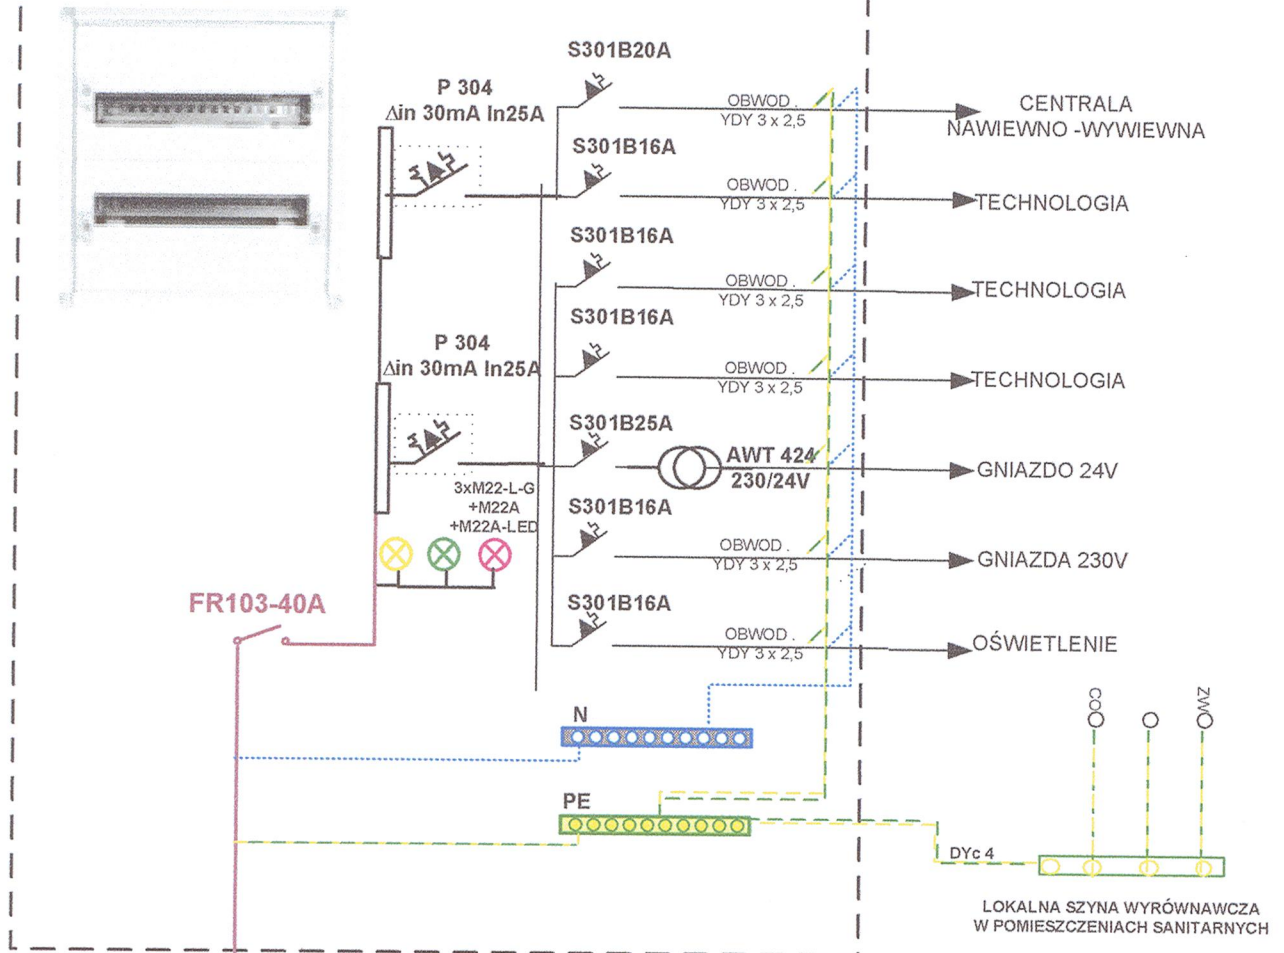 S301B20A
P 304
Δin 30mA In25A
OBWOD .
YDY 3 x 2,5
CENTRALA
NAWIEWNO -WYWIEWNA
S301B16A
OBWOD .
YDY 3 x 2,5
TECHNOLOGIA
S301B16A
OBWOD .
YDY 3 x 2,5
TECHNOLOGIA
S301B16A
P 304
Δin 30mA In25A
OBWOD .
YDY 3 x 2,5
TECHNOLOGIA
S301B25A
AWT 424
230/24V
GNIAZDO 24V
3xM22-L-G
+M22A
+M22A-LED
S301B16A
OBWOD .
YDY 3 x 2,5
GNIAZDA 230V
FR103-40A
S301B16A
OBWOD .
YDY 3 x 2,5
OŚWIETLENIE
CO
ZW
N
PE
DYc 4
LOKALNA SZYNA WYRÓWNAWCZA
W POMIESZCZENIACH SANITARNYCH